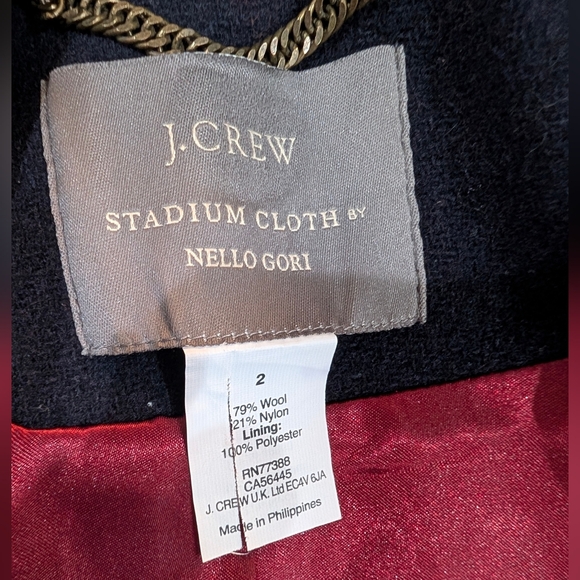 J.CREW
STADIUM CLOTH BY
NELLO GORI
2
79% Wool
21% Nylon
Lining:
100% Polyester
RN77388
CA56445
J. CREW U.K. Ltd EC4V 6JA
Made in Philippines